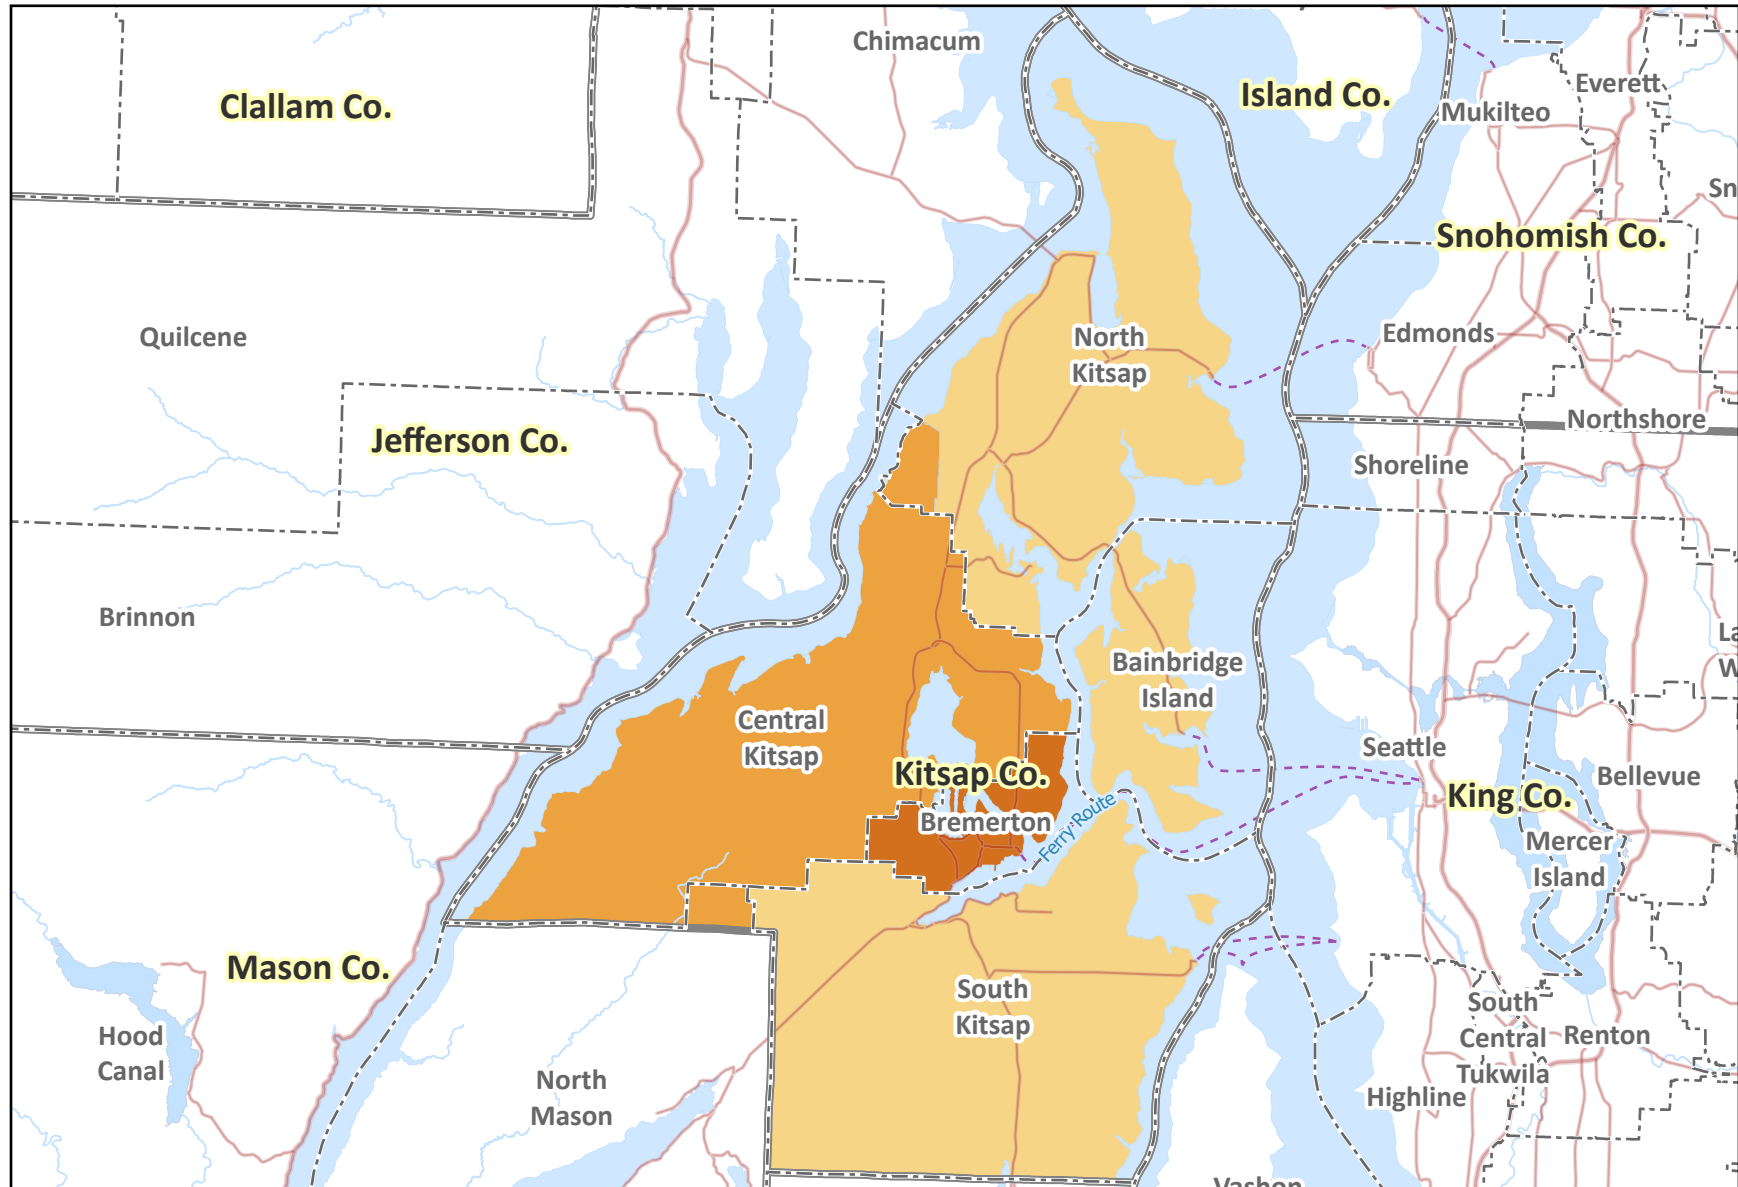 Chimacum
Clallam Co.
Island Co.
Everett
Mukilteo
Sn
Snohomish Co.
Quilcene
North
Kitsap
Edmonds
Jefferson Co.
Northshore
Shoreline
Brinnon
La
W
Bainbridge
Island
Central
Kitsap
Seattle
Kitsap Co.
Bellevue
King Co.
Bremerton
Ferry Route
Mercer
Island
Mason Co.
South
Kitsap
South
Central
Tukwila
Renton
Hood
Canal
North
Mason
Highline
Vashon